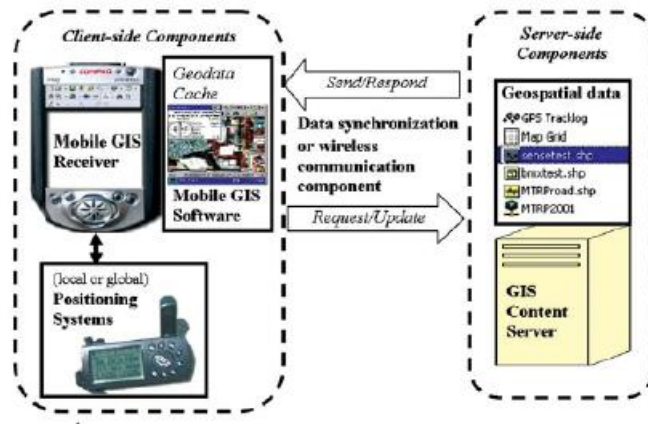 Client-side Components
COMPAQ
Mobile GIS
Receiver
Geodata
Cache
Mobile GIS
Software
(local or global)
Positioning
Systems
Send/Respond
Data synchronization
or wireless
communication
component
Request/Update
Server-side
Components
Geospatial data
GPS Tracklog
Map Grid
sensetest.shp
bmxtest.shp
MTRProad.shp
MTRP2001
GIS
Content
Server